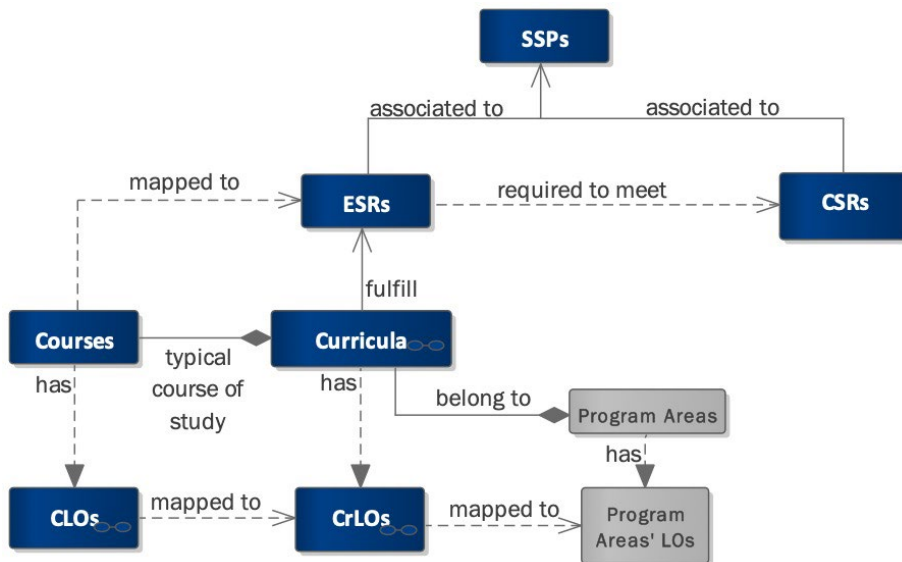 SSPs
associated to
associated to
mapped to
ESRs
required to meet
CSRs
fulfill
Courses
typical
course of
study
Curricula
has
has
belong to
Program Areas
has
CLOs
mapped to
CrLOs
mapped to
Program
Areas' LOs